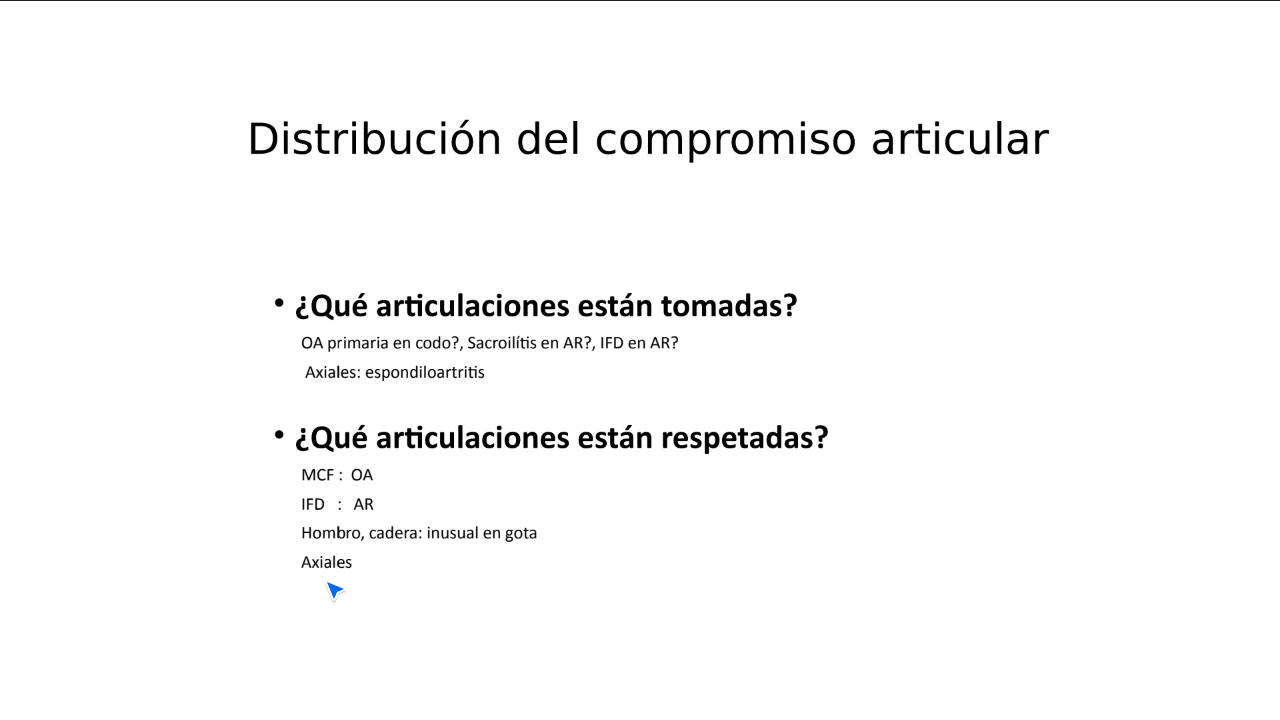 Distribución del compromiso articular
• ¿Qué articulaciones están tomadas?
OA primaria en codo?, Sacroilítis en AR?, IFD en AR?
Axiales: espondiloartritis
• ¿Qué articulaciones están respetadas?
MCF : OA
IFD : AR
Hombro, cadera: inusual en gota
Axiales